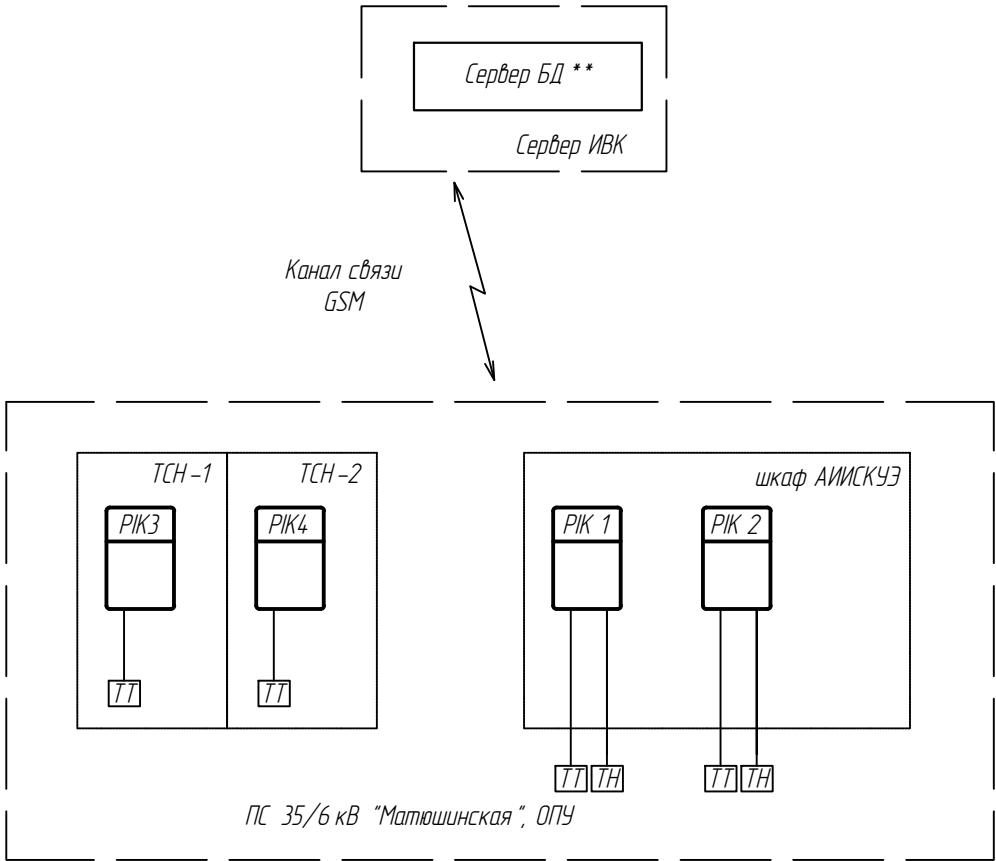 Сервер БД **
Сервер ИВК
Канал связи
GSM
ТСН-1
ТСН-2
шкаф АИИСКУЭ
PIK3
PIK4
PIK 1
PIK 2
ТТ
ТТ
ТТ
ТН
ТТ
ТН
ПС 35/6 кВ "Матюшинская", ОПУ